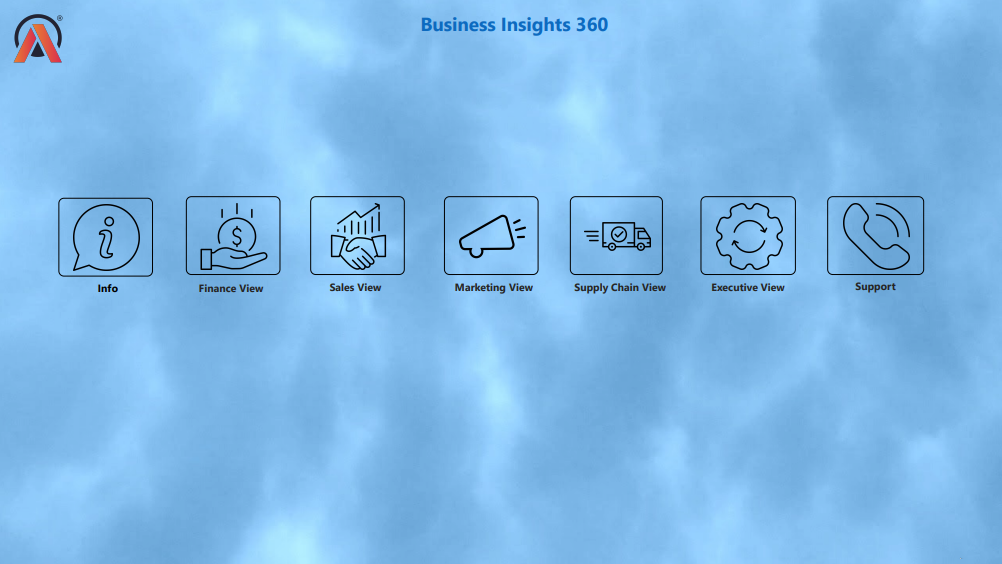 Business Insights 360
Info
Finance View
Sales View
Marketing View
Supply Chain View
Executive View
Support